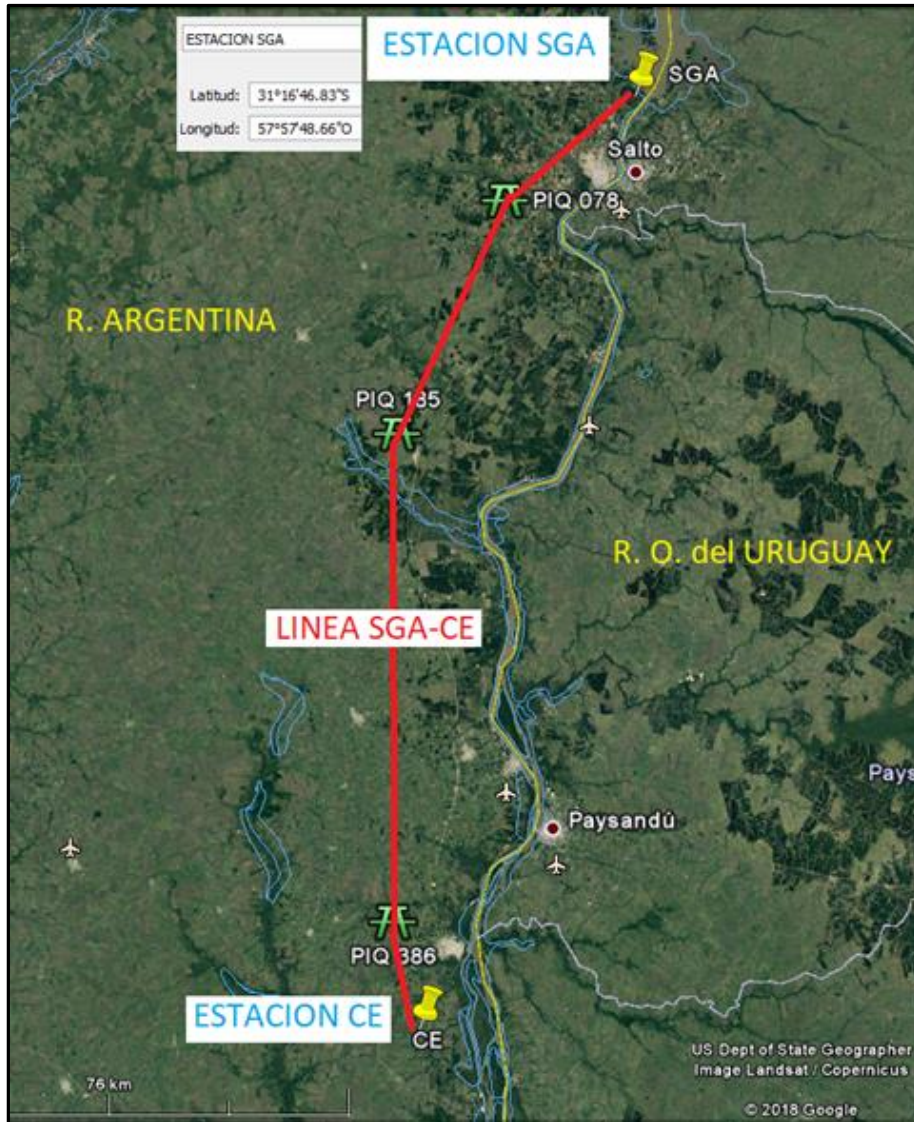 ESTACION SGA
ESTACION SGA
Latitud: 31°16'46.83"S
Longitud: 57°57'48.66"O
SGA
Salto
PIQ 078
R. ARGENTINA
PIQ 185
R. O. del URUGUAY
LINEA SGA-CE
Pays
Paysandú
PIQ 386
ESTACION CE
CE
US Dept of State Geographer
Image Landsat / Copernicus
76 km
© 2018 Google